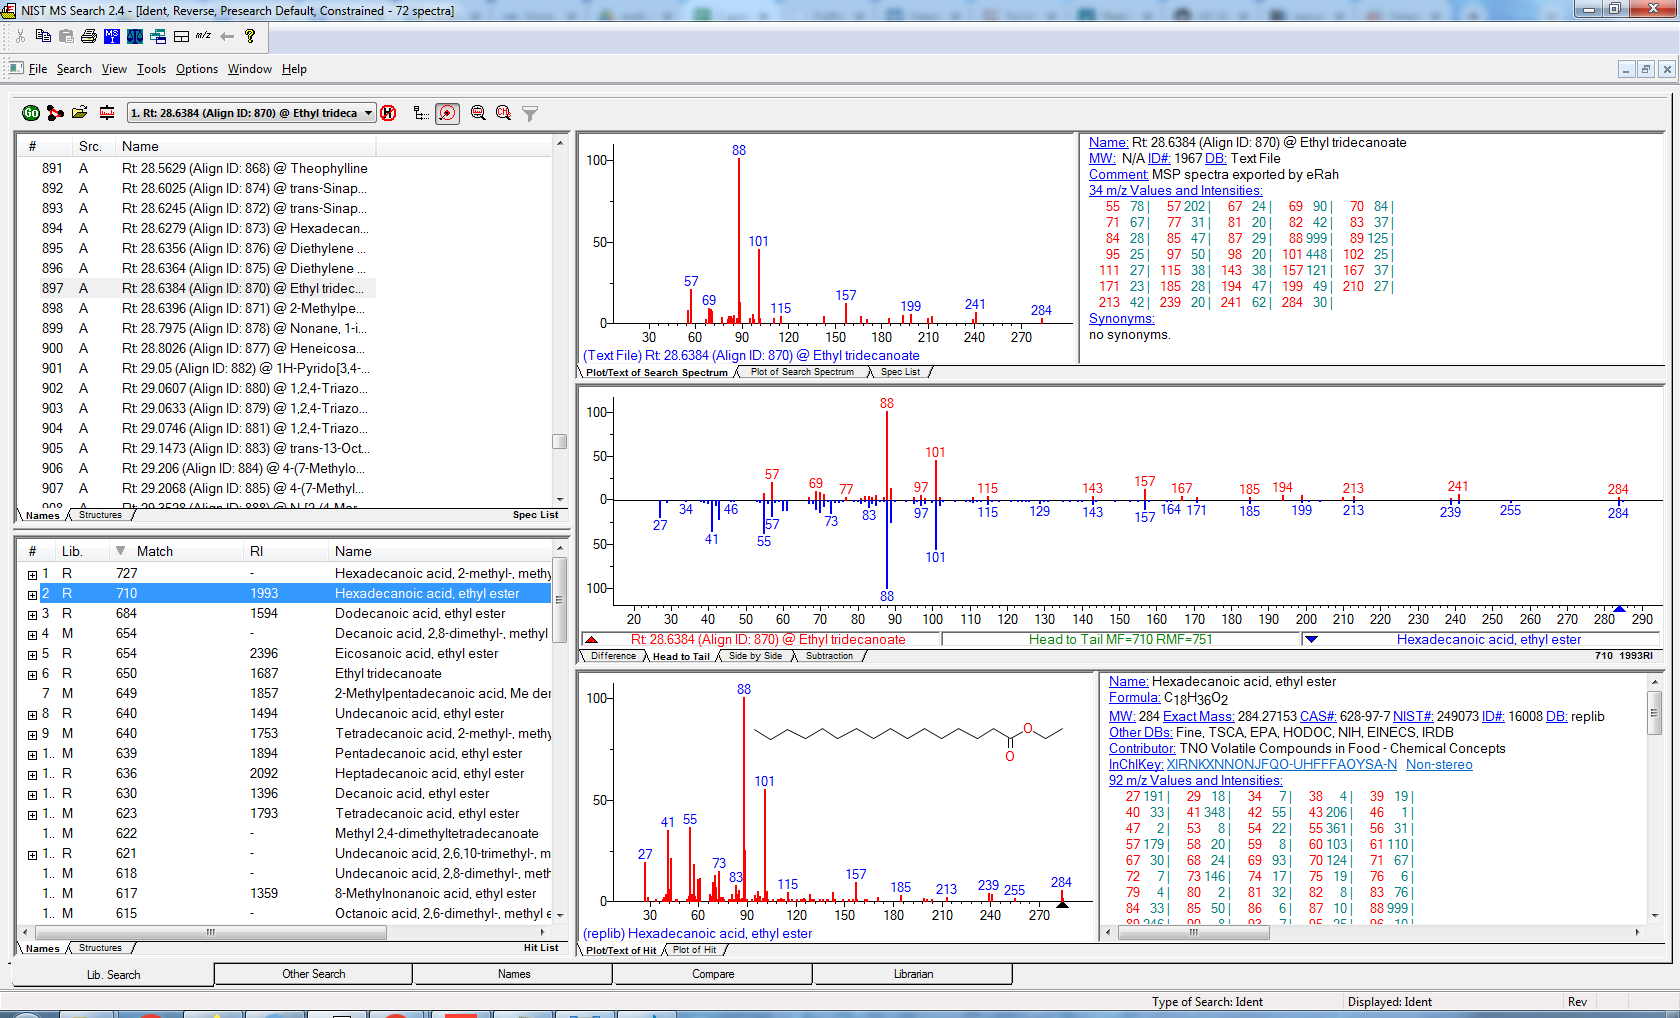 NIST MS Search 2.4 - [Ident, Reverse, Presearch Default, Constrained - 72 spectra]
File Search View Tools Options Window Help
1. Rt: 28.6384 (Align ID: 870) @ Ethyl trideca
# Src. Name
891 A Rt: 28.5629 (Align ID: 868) @ Theophylline
892 A Rt: 28.6025 (Align ID: 874) @ trans-Sinap...
893 A Rt: 28.6245 (Align ID: 872) @ trans-Sinap...
894 A Rt: 28.6279 (Align ID: 873) @ Hexadecan...
895 A Rt: 28.6356 (Align ID: 876) @ Diethylene ...
896 A Rt: 28.6364 (Align ID: 875) @ Diethylene ...
897 A Rt: 28.6384 (Align ID: 870) @ Ethyl tridec...
898 A Rt: 28.6396 (Align ID: 871) @ 2-Methylpe...
899 A Rt: 28.7975 (Align ID: 878) @ Nonane, 1-i...
900 A Rt: 28.8026 (Align ID: 877) @ Heneicosa...
901 A Rt: 29.05 (Align ID: 882) @ 1H-Pyrido[3,4-...
902 A Rt: 29.0607 (Align ID: 880) @ 1,2,4-Triazo...
903 A Rt: 29.0633 (Align ID: 879) @ 1,2,4-Triazo...
904 A Rt: 29.0746 (Align ID: 881) @ 1,2,4-Triazo...
905 A Rt: 29.1473 (Align ID: 883) @ trans-13-Oct...
906 A Rt: 29.206 (Align ID: 884) @ 4-(7-Methylo...
907 A Rt: 29.2068 (Align ID: 885) @ 4-(7-Methyl...
Names Structures Spec List
# Lib. Match RI Name
1 R 727 - Hexadecanoic acid, 2-methyl-, methy
2 R 710 1993 Hexadecanoic acid, ethyl ester
3 R 684 1594 Dodecanoic acid, ethyl ester
4 M 654 - Decanoic acid, 2,8-dimethyl-, methyl
5 R 654 2396 Eicosanoic acid, ethyl ester
6 R 650 1687 Ethyl tridecanoate
7 M 649 1857 2-Methylpentadecanoic acid, Me der
8 R 640 1494 Undecanoic acid, ethyl ester
9 M 640 1753 Tetradecanoic acid, 2-methyl-, methy
1.. M 639 1894 Pentadecanoic acid, ethyl ester
1.. R 636 2092 Heptadecanoic acid, ethyl ester
1.. R 630 1396 Decanoic acid, ethyl ester
1.. M 623 1793 Tetradecanoic acid, ethyl ester
1.. M 622 - Methyl 2,4-dimethyltetradecanoate
1.. R 621 - Undecanoic acid, 2,6,10-trimethyl-, m
1.. M 618 - Undecanoic acid, 2,8-dimethyl-, meth
1.. M 617 1359 8-Methylnonanoic acid, ethyl ester
1.. M 615 - Octanoic acid, 2,6-dimethyl-, methyl e
Names Structures Hit List
100 50 0
88 101 57 69 115 157 199 241 284
30 60 90 120 150 180 210 240 270
(Text File) Rt: 28.6384 (Align ID: 870) @ Ethyl tridecanoate
Plot/Text of Search Spectrum Plot of Search Spectrum Spec List
Name: Rt: 28.6384 (Align ID: 870) @ Ethyl tridecanoate
MW: N/A ID#: 1967 DB: Text File
Comment: MSP spectra exported by eRah
34 m/z Values and Intensities:
55 78 | 57 202 | 67 24 | 69 90 | 70 84 |
71 67 | 77 31 | 81 20 | 82 42 | 83 37 |
84 28 | 85 47 | 87 29 | 88 999 | 89 125 |
95 25 | 97 50 | 98 20 | 101 448 | 102 25 |
111 27 | 115 38 | 143 38 | 157 121 | 167 37 |
171 23 | 185 28 | 194 47 | 199 49 | 210 27 |
213 42 | 239 20 | 241 62 | 284 30 |
Synonyms:
no synonyms.
100 50 0 50 100
88 101 57 69 77 97 115 143 157 167 185 194 213 241 284
27 34 41 46 55 57 73 83 88 97 101 115 129 143 157 164 171 185 199 213 239 255 284
20 30 40 50 60 70 80 90 100 110 120 130 140 150 160 170 180 190 200 210 220 230 240 250 260 270 280 290
Rt: 28.6384 (Align ID: 870) @ Ethyl tridecanoate Head to Tail MF=710 RMF=751 Hexadecanoic acid, ethyl ester
Difference Head to Tail Side by Side Subtraction 710 1993RI
100 50 0
88 101 41 55 27 73 83 115 157 185 213 239 255 284
O O
30 60 90 120 150 180 210 240 270
(replib) Hexadecanoic acid, ethyl ester
Plot/Text of Hit Plot of Hit
Name: Hexadecanoic acid, ethyl ester
Formula: C18H36O2
MW: 284 Exact Mass: 284.27153 CAS#: 628-97-7 NIST#: 249073 ID#: 16008 DB: replib
Other DBs: Fine, TSCA, EPA, HODOC, NIH, EINECS, IRDB
Contributor: TNO Volatile Compounds in Food - Chemical Concepts
InChIKey: XIRNKXNNONJFQO-UHFFFAOYSA-N Non-stereo
92 m/z Values and Intensities:
27 191 | 29 18 | 34 7 | 38 4 | 39 19 |
40 33 | 41 348 | 42 55 | 43 206 | 46 1 |
47 2 | 53 8 | 54 22 | 55 361 | 56 31 |
57 179 | 58 20 | 59 8 | 60 103 | 61 110 |
67 30 | 68 24 | 69 93 | 70 124 | 71 67 |
72 7 | 73 146 | 74 17 | 75 19 | 76 6 |
79 4 | 80 2 | 81 32 | 82 8 | 83 76 |
84 33 | 85 50 | 86 6 | 87 10 | 88 999 |
Lib. Search Other Search Names Compare Librarian
Type of Search: Ident Displayed: Ident Rev